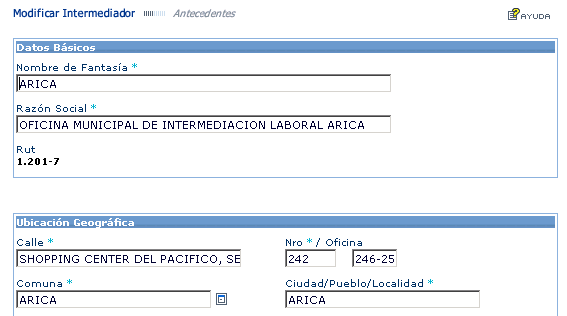 Modificar Intermediador Antecedentes
AYUDA
Datos Básicos
Nombre de Fantasía *
ARICA
Razón Social *
OFICINA MUNICIPAL DE INTERMEDIACION LABORAL ARICA
Rut
1.201-7
Ubicación Geográfica
Calle * Nro * / Oficina
SHOPPING CENTER DEL PACIFICO, SE 242 246-25
Comuna * Ciudad/Pueblo/Localidad *
ARICA ARICA